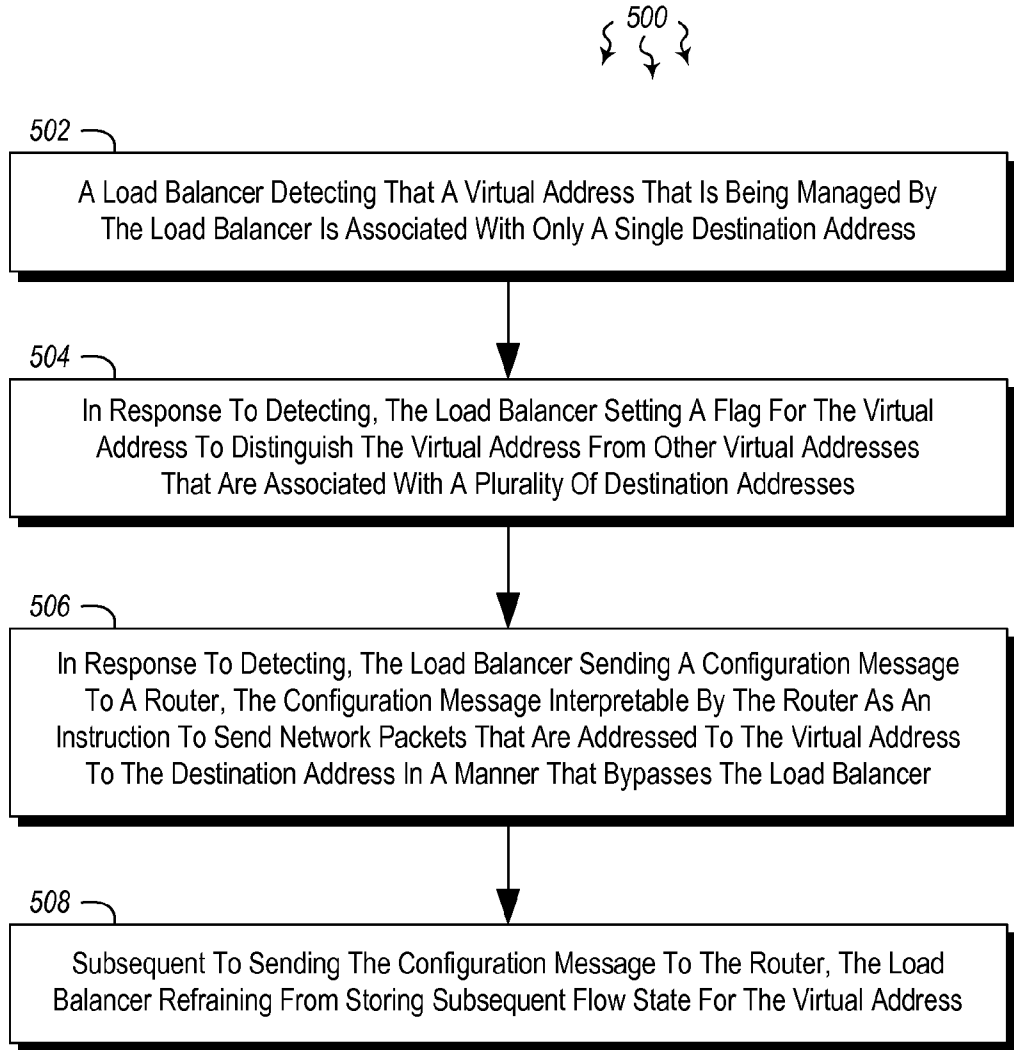 500
502
A Load Balancer Detecting That A Virtual Address That Is Being Managed By
The Load Balancer Is Associated With Only A Single Destination Address
504
In Response To Detecting, The Load Balancer Setting A Flag For The Virtual
Address To Distinguish The Virtual Address From Other Virtual Addresses
That Are Associated With A Plurality Of Destination Addresses
506
In Response To Detecting, The Load Balancer Sending A Configuration Message
To A Router, The Configuration Message Interpretable By The Router As An
Instruction To Send Network Packets That Are Addressed To The Virtual Address
To The Destination Address In A Manner That Bypasses The Load Balancer
508
Subsequent To Sending The Configuration Message To The Router, The Load
Balancer Refraining From Storing Subsequent Flow State For The Virtual Address